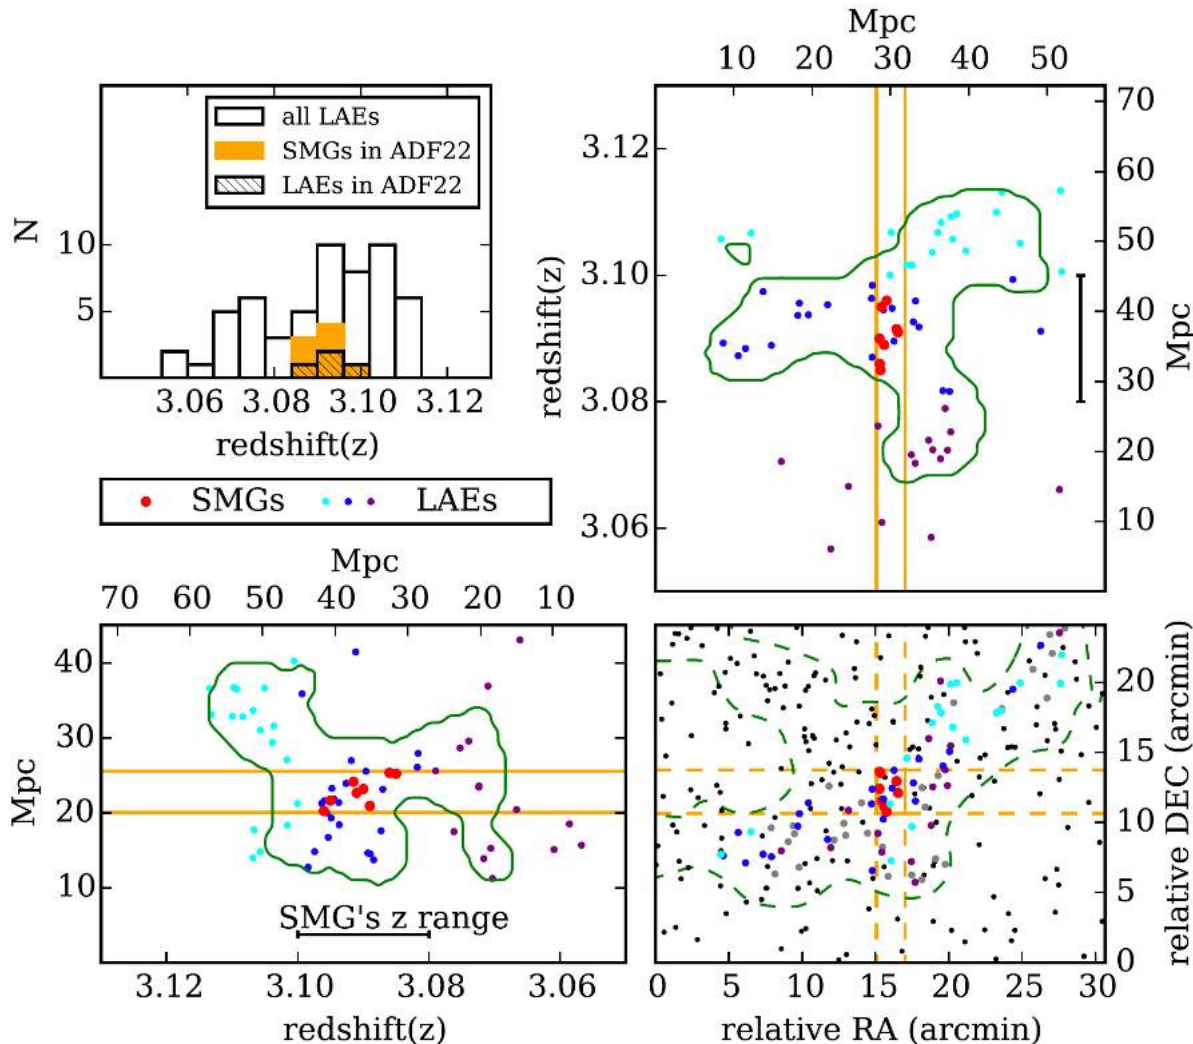 all LAEs
SMGs in ADF22
LAEs in ADF22
N
10
5
3.06 3.08 3.10 3.12
redshift(z)
Mpc
10 20 30 40 50
3.12
3.10
3.08
3.06
redshift(z)
70
60
50
40
30
20
10
Mpc
SMGs LAEs
Mpc
70 60 50 40 30 20 10
40
30
20
10
Mpc
SMG's z range
3.12 3.10 3.08 3.06
redshift(z)
20
15
10
5
0
relative DEC (arcmin)
0 5 10 15 20 25 30
relative RA (arcmin)